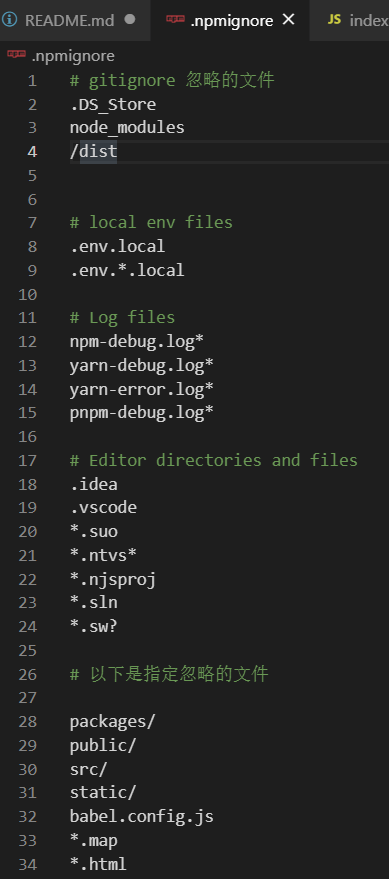 README.md
.npmignore
JS index
.npmignore
1 # gitignore 忽略的文件
2 .DS_Store
3 node_modules
4 /dist
5
6
7 # local env files
8 .env.local
9 .env.*.local
10
11 # Log files
12 npm-debug.log*
13 yarn-debug.log*
14 yarn-error.log*
15 pnpm-debug.log*
16
17 # Editor directories and files
18 .idea
19 .vscode
20 *.suo
21 *.ntvs*
22 *.njsproj
23 *.sln
24 *.sw?
25
26 # 以下是指定忽略的文件
27
28 packages/
29 public/
30 src/
31 static/
32 babel.config.js
33 *.map
34 *.html